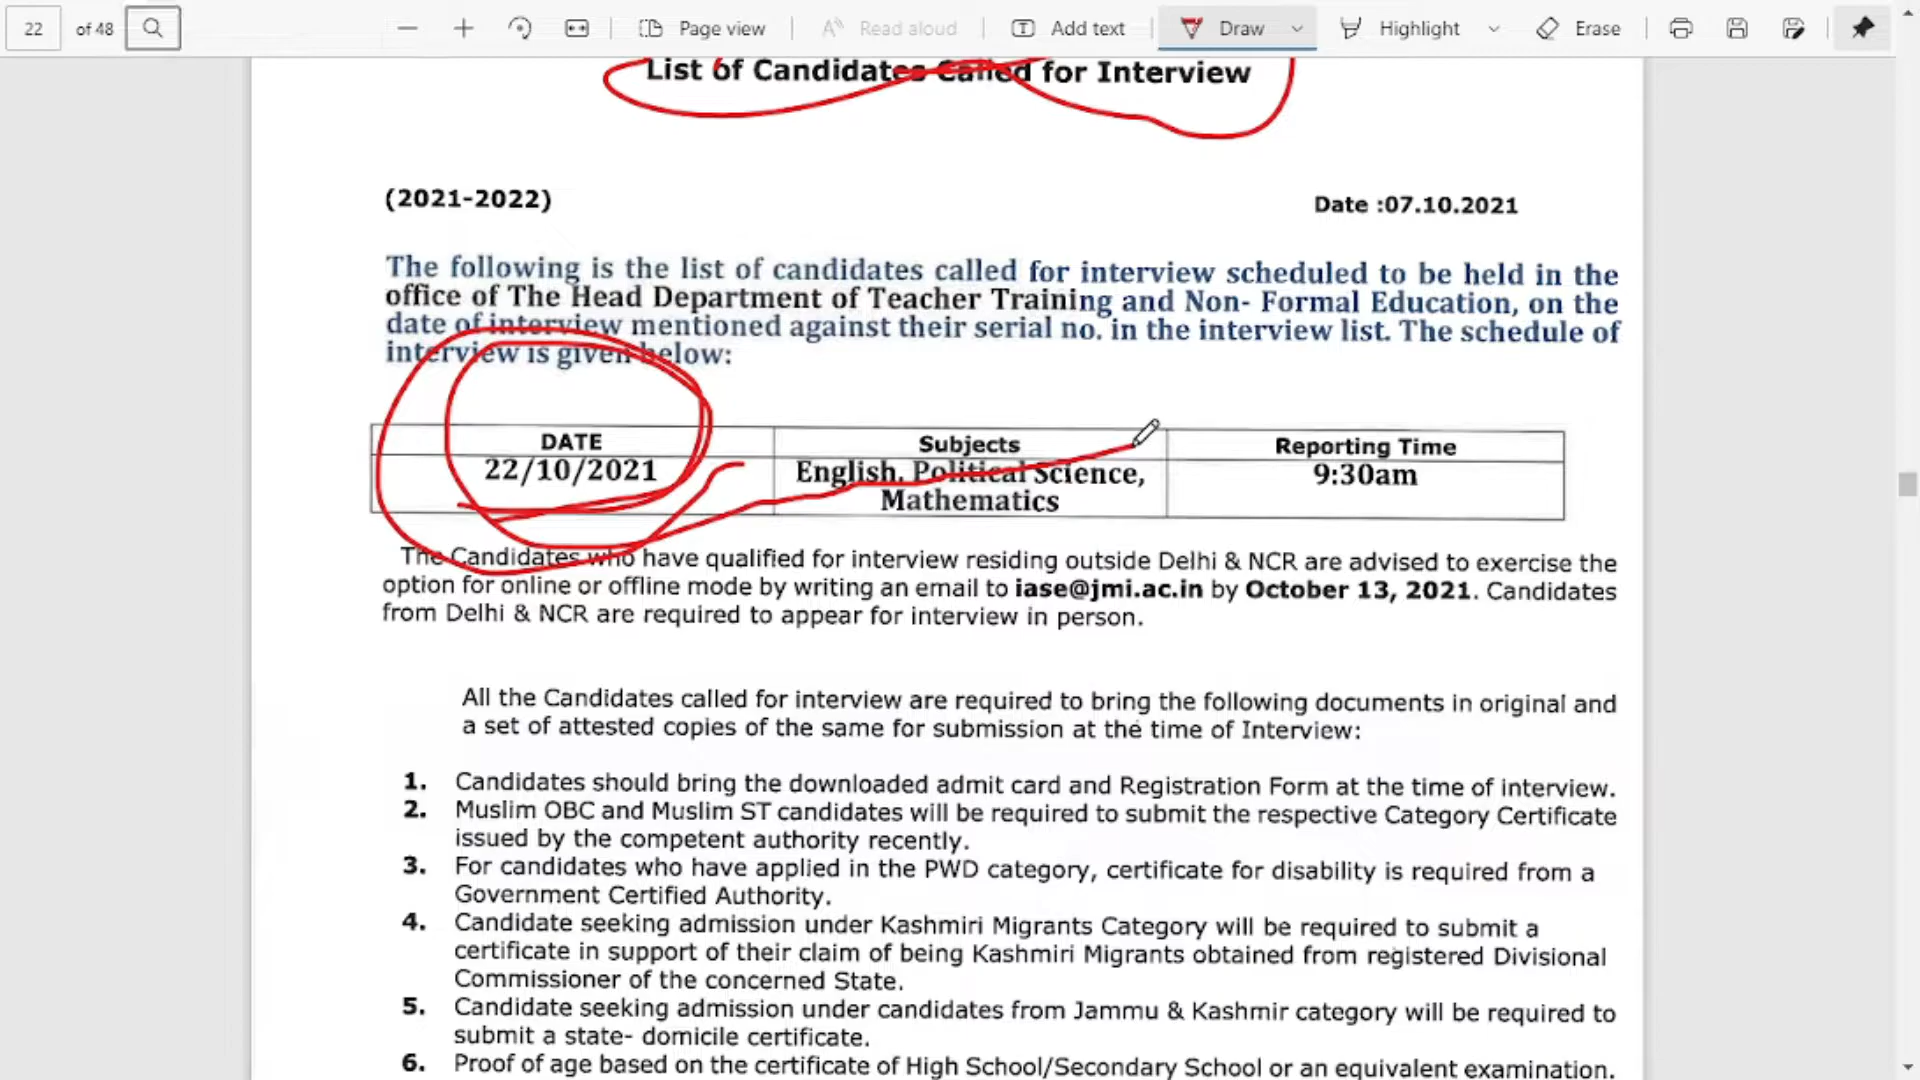 22 of 48 Page view Read aloud Add text Draw Highlight Erase
List of Candidates Called for Interview
(2021-2022) Date :07.10.2021
The following is the list of candidates called for interview scheduled to be held in the
office of The Head Department of Teacher Training and Non- Formal Education, on the
date of interview mentioned against their serial no. in the interview list. The schedule of
interview is given below:
DATE Subjects Reporting Time
22/10/2021 English, Political Science, 9:30am
Mathematics
The Candidates who have qualified for interview residing outside Delhi & NCR are advised to exercise the
option for online or offline mode by writing an email to iase@jmi.ac.in by October 13, 2021. Candidates
from Delhi & NCR are required to appear for interview in person.
All the Candidates called for interview are required to bring the following documents in original and
a set of attested copies of the same for submission at the time of Interview:
1. Candidates should bring the downloaded admit card and Registration Form at the time of interview.
2. Muslim OBC and Muslim ST candidates will be required to submit the respective Category Certificate
issued by the competent authority recently.
3. For candidates who have applied in the PWD category, certificate for disability is required from a
Government Certified Authority.
4. Candidate seeking admission under Kashmiri Migrants Category will be required to submit a
certificate in support of their claim of being Kashmiri Migrants obtained from registered Divisional
Commissioner of the concerned State.
5. Candidate seeking admission under candidates from Jammu & Kashmir category will be required to
submit a state- domicile certificate.
6. Proof of age based on the certificate of High School/Secondary School or an equivalent examination.